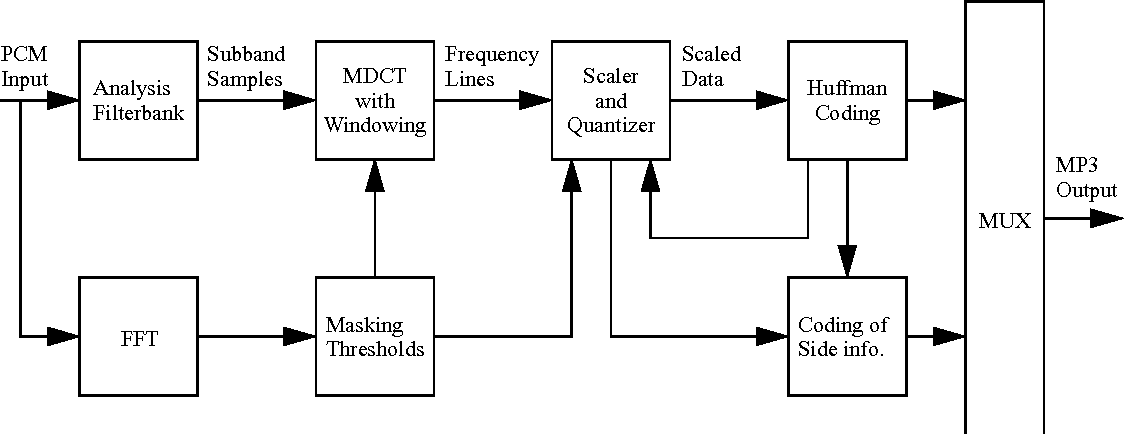 PCM
Input
Analysis
Filterbank
Subband
Samples
MDCT
with
Windowing
Frequency
Lines
Scaler
and
Quantizer
Scaled
Data
Huffman
Coding
MUX
MP3
Output
FFT
Masking
Thresholds
Coding of
Side info.